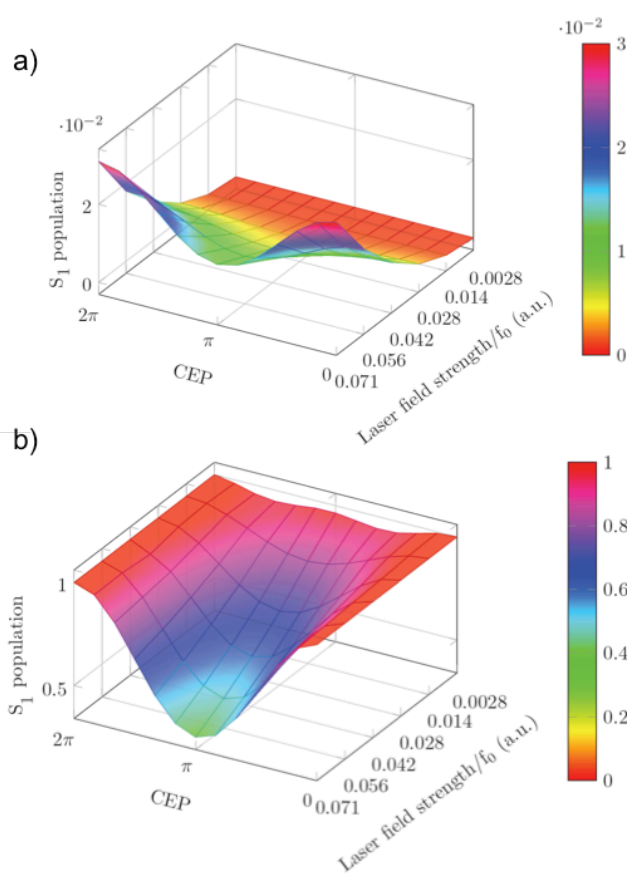 a)
·10⁻²
3
2
1
0
·10⁻²
2
0
S₁ population
2π
π
0
CEP
0.0028
0.014
0.028
0.042
0.056
0.071
Laser field strength/f₀ (a.u.)
b)
1
0.8
0.6
0.4
0.2
0
1
0.5
S₁ population
2π
π
0
CEP
0.0028
0.014
0.028
0.042
0.056
0.071
Laser field strength/f₀ (a.u.)